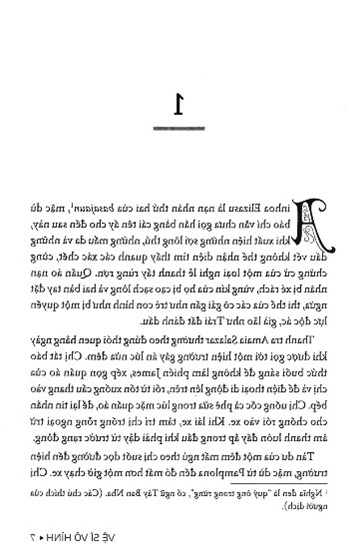 1
Ainhoa Elizasu là nạn nhân thứ hai của basajaun¹, mặc dù
báo chí vẫn chưa gọi hắn bằng cái tên ấy cho đến sau này,
khi xuất hiện những sợi lông thú, những mẩu da và những
dấu vết không thể nhận diện tìm thấy quanh các xác chết, cùng
chứng cứ của một loại nghi lễ thanh tẩy rùng rợn. Quần áo nạn
nhân bị xé rách, vùng kín của họ bị cạo sạch lông và hai bàn tay đặt
ngửa, thi thể của các cô gái gần như trẻ con hình như bị một quyền
lực độc ác, già lão như Trái đất đánh dấu.
Thanh tra Amaia Salazar thường theo đúng thói quen hằng ngày
khi được gọi tới một hiện trường gây án lúc nửa đêm. Chị tắt báo
thức buổi sáng để không làm phiền James, xếp gọn quần áo của
chị và để điện thoại di động lên trên, rồi từ tốn xuống cầu thang vào
bếp. Chị uống cốc cà phê sữa trong lúc mặc quần áo, để lại tin nhắn
cho chồng rồi vào xe. Khi lái xe, tâm trí chị trống rỗng ngoại trừ
âm thanh luôn đầy ắp trong đầu khi phải dậy từ trước rạng đông.
Tàn dư của một đêm mất ngủ theo chị suốt dọc đường đến hiện
trường, mặc dù từ Pamplona đến đó mất hơn một giờ chạy xe. Chị
¹ Nghĩa đen là "quý ông trong rừng", cổ ngữ Tây Ban Nha. (Các chú thích của
người dịch).
VỆ SĨ VÔ HÌNH • 7